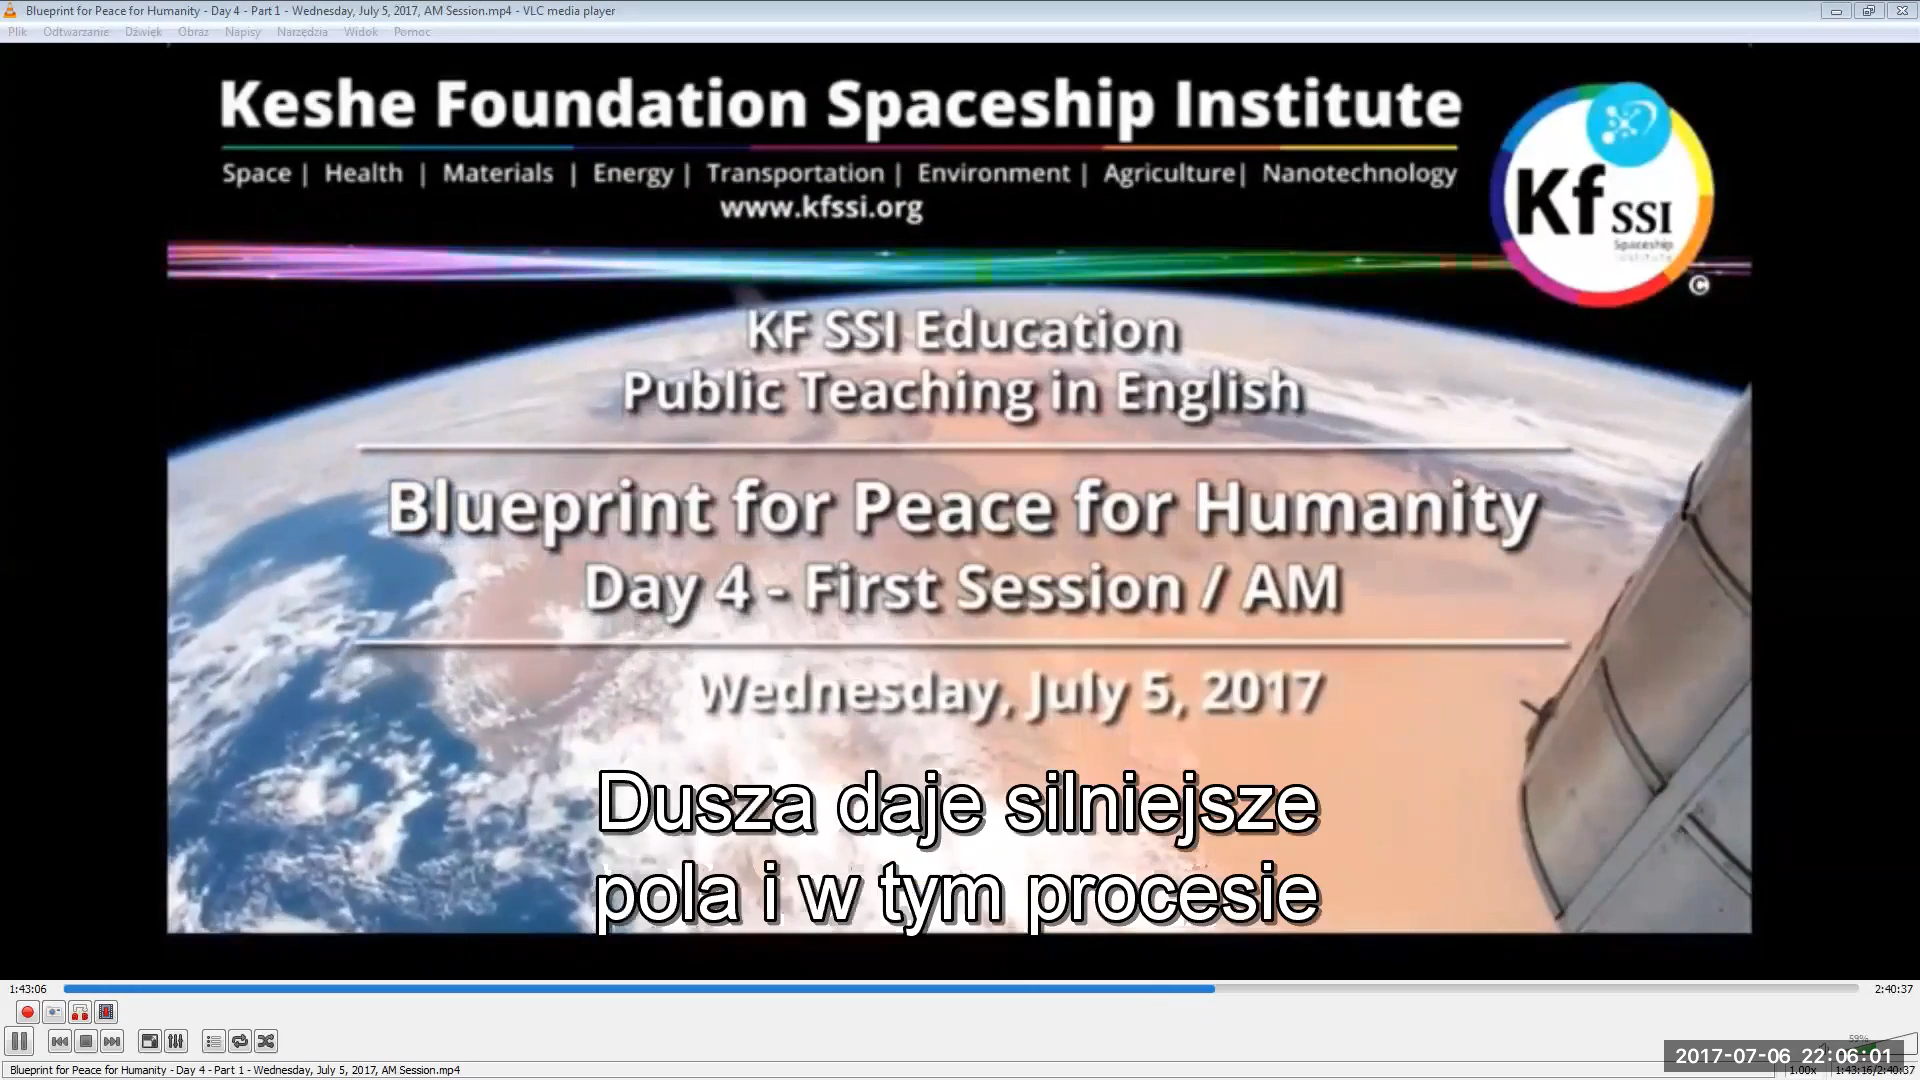 Blueprint for Peace for Humanity - Day 4 - Part 1 - Wednesday, July 5, 2017, AM Session.mp4 - VLC media player
Plik Odtwarzanie Dźwięk Obraz Napisy Narzędzia Widok Pomoc
Keshe Foundation Spaceship Institute
Space | Health | Materials | Energy | Transportation | Environment | Agriculture | Nanotechnology
www.kfssi.org
Kf SSI
Spaceship
Institute
©
KF SSI Education
Public Teaching in English
Blueprint for Peace for Humanity
Day 4 - First Session / AM
Wednesday, July 5, 2017
Dusza daje silniejsze
pola i w tym procesie
1:43:06 2:40:37
59%
2017-07-06 22:06:01
Blueprint for Peace for Humanity - Day 4 - Part 1 - Wednesday, July 5, 2017, AM Session.mp4 1.00x 1:43:16/2:40:37